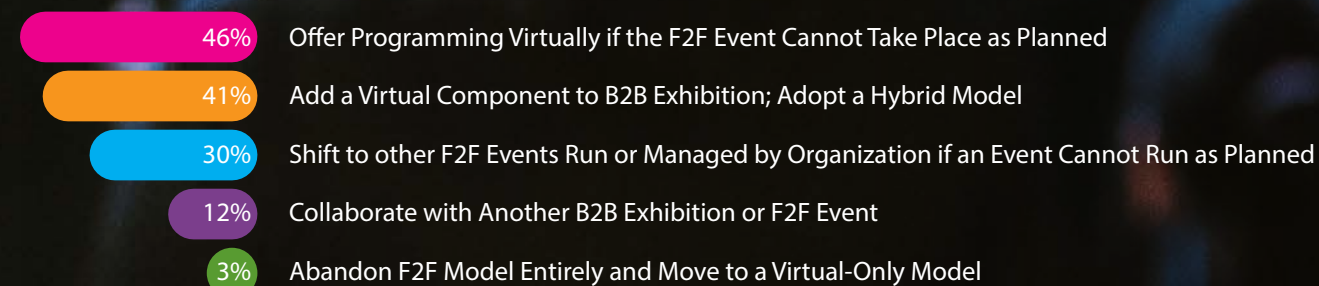 46% Offer Programming Virtually if the F2F Event Cannot Take Place as Planned
41% Add a Virtual Component to B2B Exhibition; Adopt a Hybrid Model
30% Shift to other F2F Events Run or Managed by Organization if an Event Cannot Run as Planned
12% Collaborate with Another B2B Exhibition or F2F Event
3% Abandon F2F Model Entirely and Move to a Virtual-Only Model